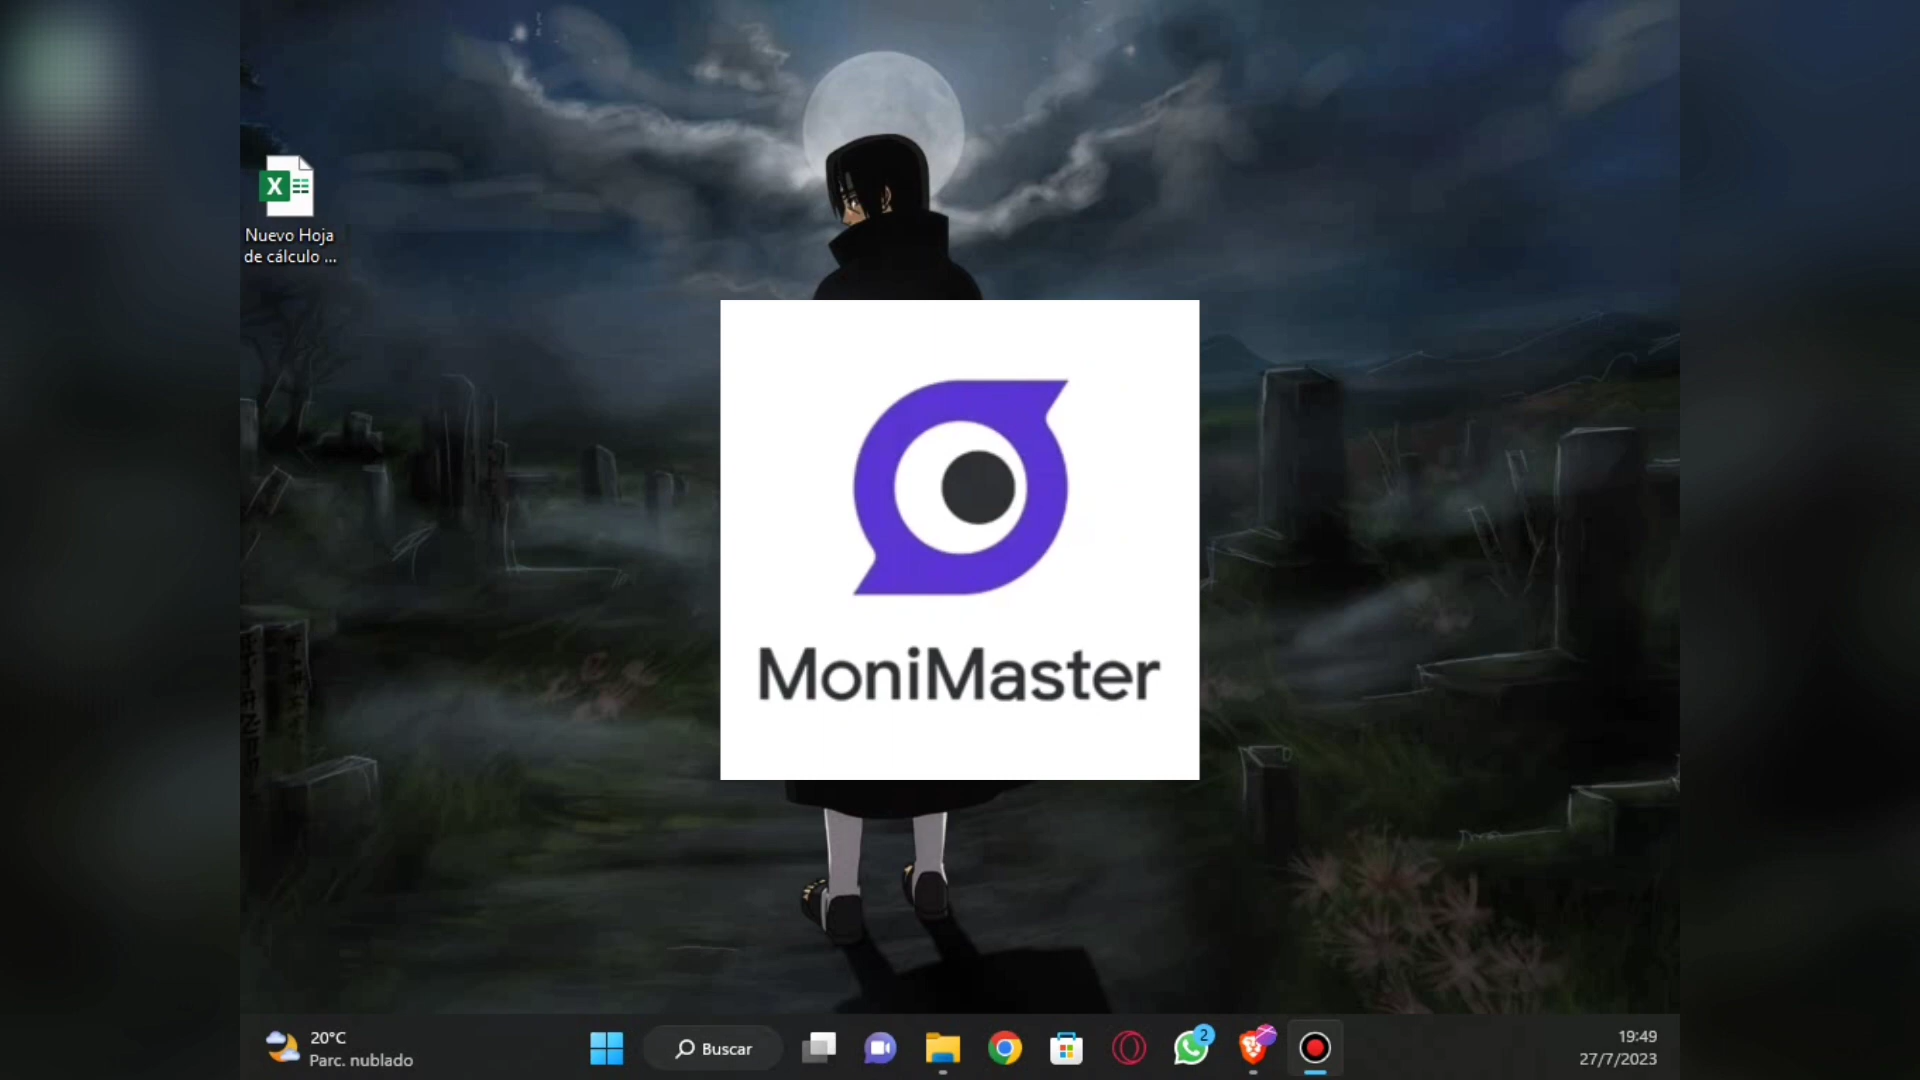 Nuevo Hoja
de cálculo ...
X
MoniMaster
20°C
Parc. nublado
Buscar
2
19:49
27/7/2023